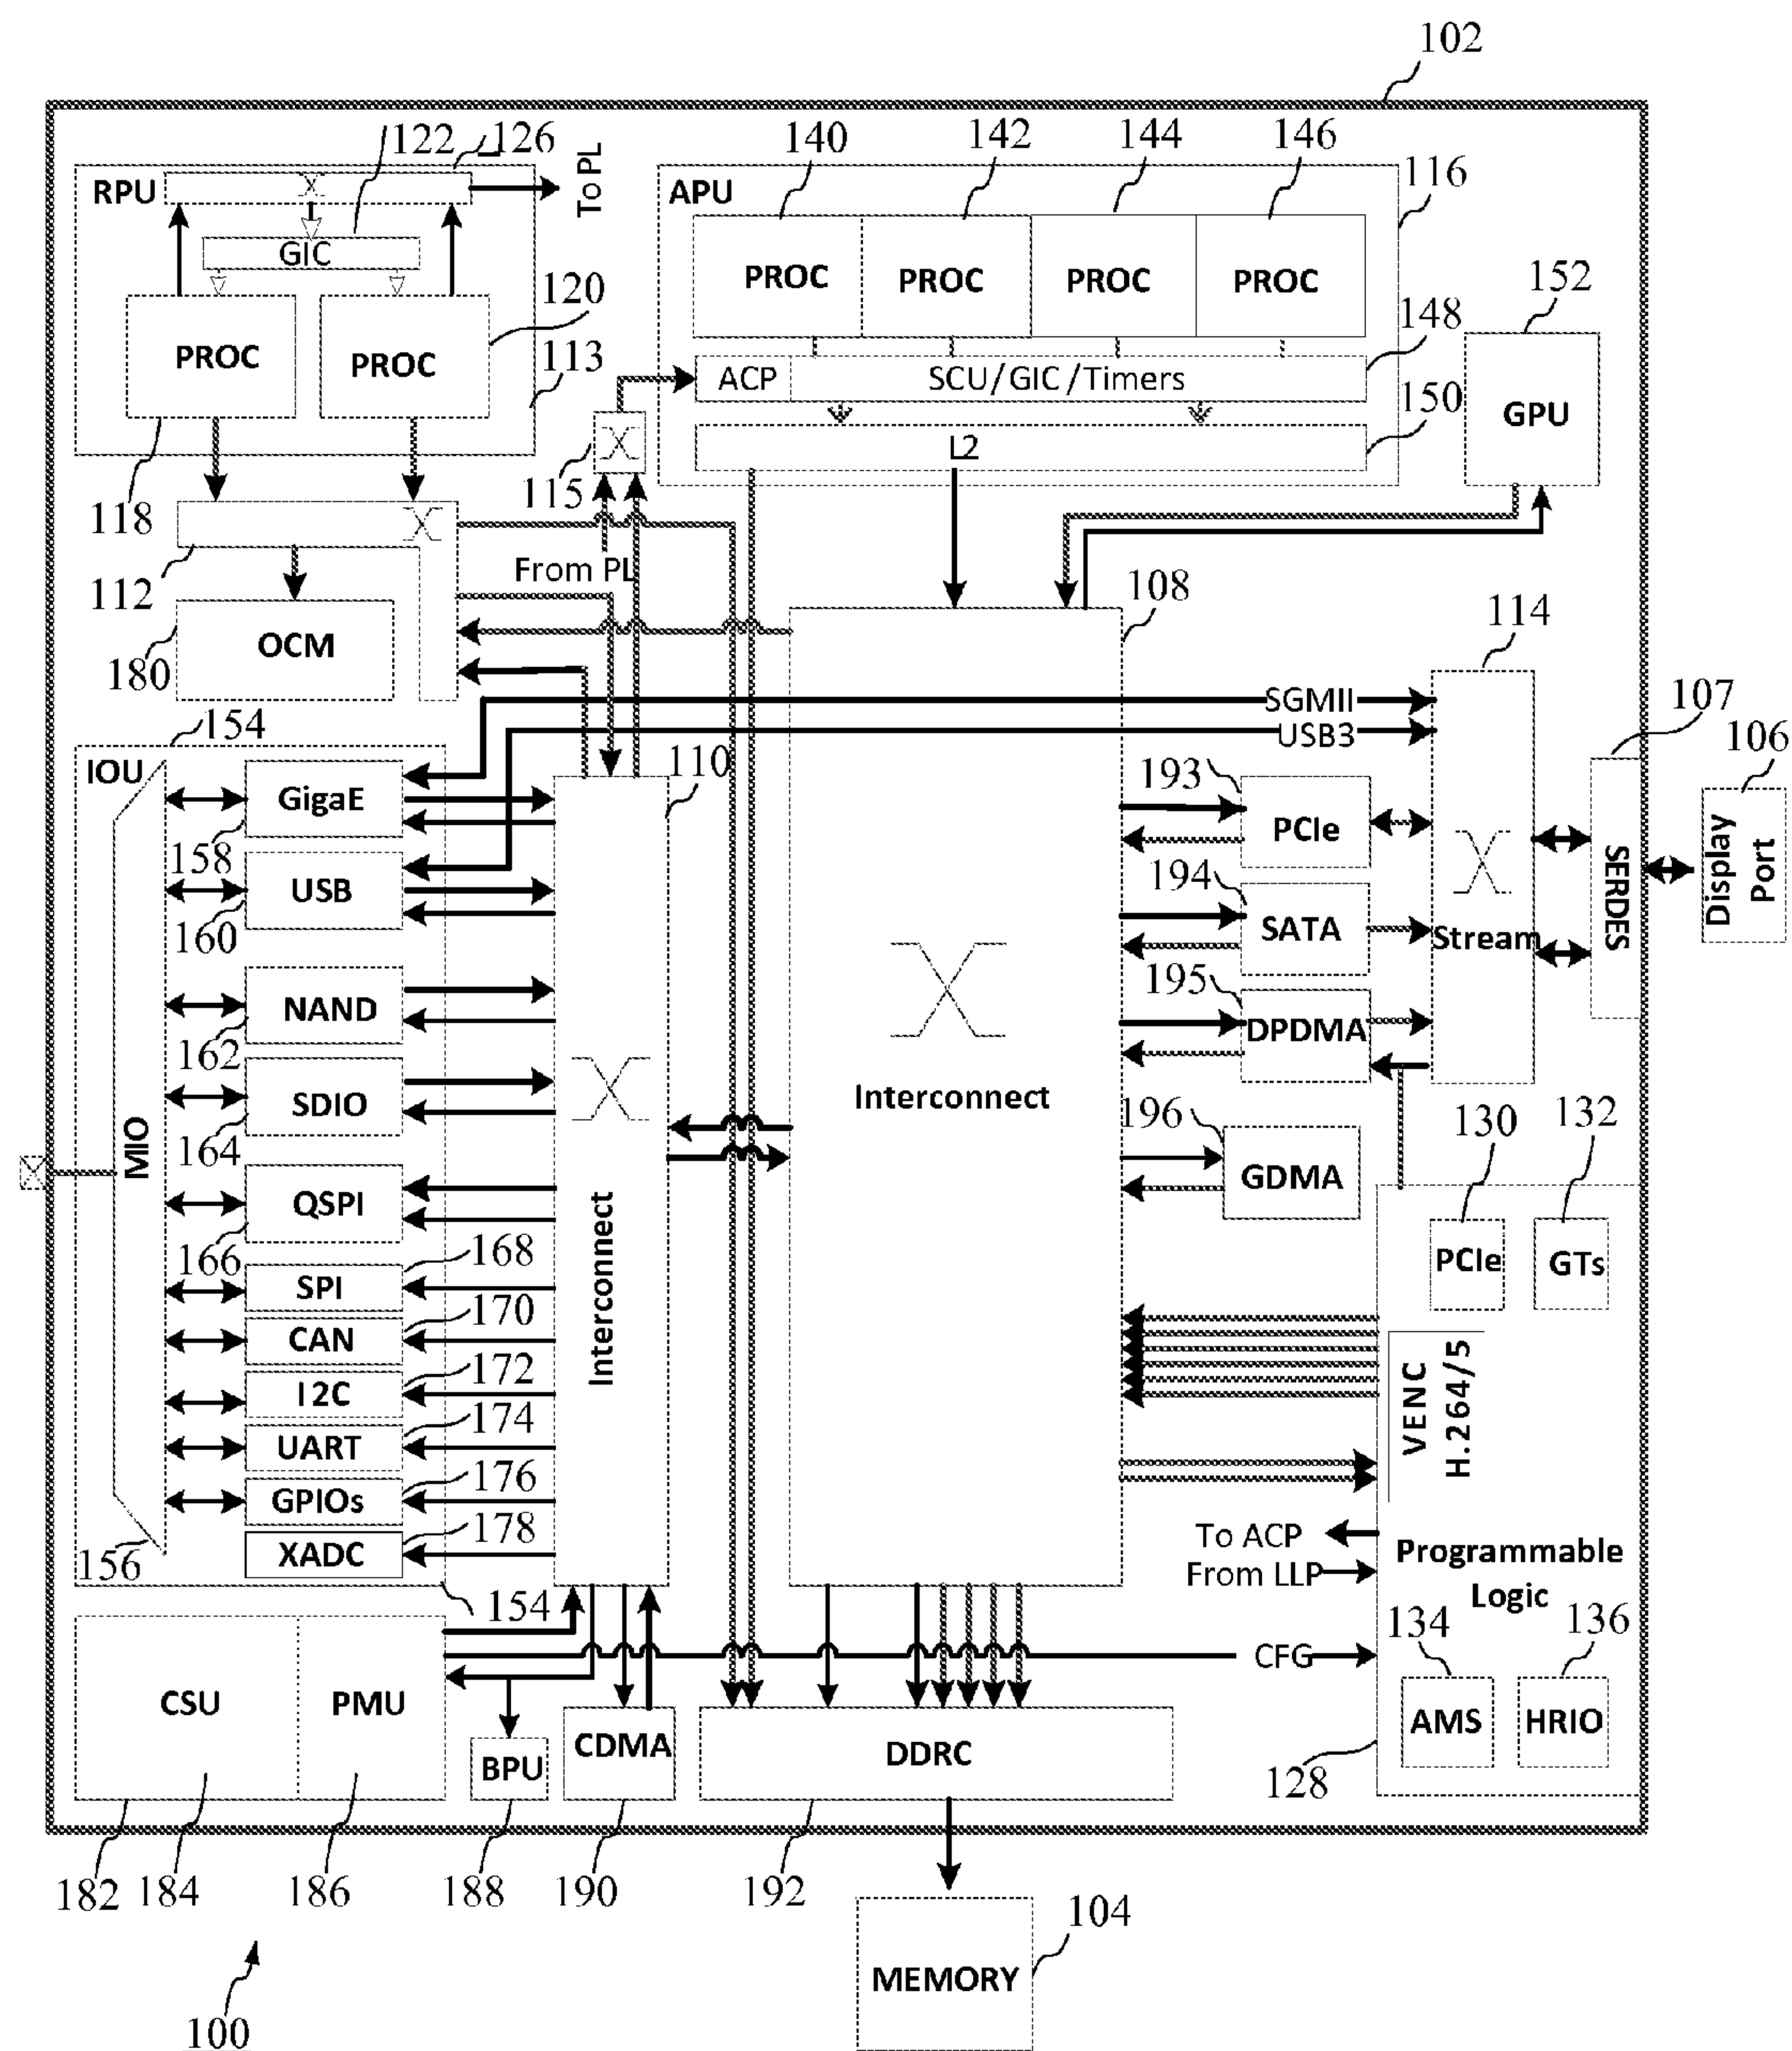 102
122
126
140
142
144
146
RPU
To PL
APU
116
GIC
PROC
PROC
PROC
PROC
120
152
PROC
PROC
113
148
ACP
SCU/GIC/Timers
GPU
150
L2
115
118
From PL
112
108
114
OCM
180
SGMII
107
154
USB3
106
IOU
110
193
GigaE
PCIe
158
Display
Port
USB
194
SERDES
160
SATA
Stream
195
NAND
DPDMA
162
SDIO
Interconnect
196
130
132
164
MIO
GDMA
QSPI
Interconnect
PCIe
GTs
166
168
SPI
170
CAN
VENC
H.264/5
172
I2C
174
UART
176
GPIOs
178
To ACP
XADC
Programmable
156
From LLP
Logic
154
134
136
CFG
CSU
PMU
AMS
HRIO
CDMA
DDRC
BPU
128
182
184
186
188
190
192
104
MEMORY
100